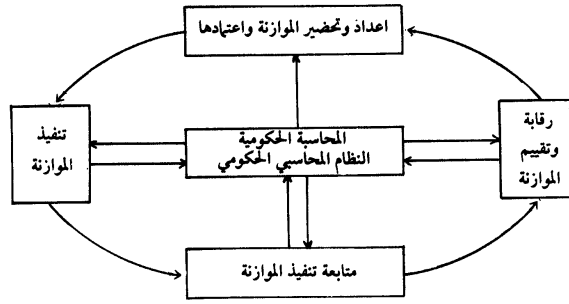 اعداد وتحضير الموازنة واعتمادها
رقابة
وتقييم
الموازنة
المحاسبة الحكومية
النظام المحاسبي الحكومي
تنفيذ
الموازنة
متابعة تنفيذ الموازنة